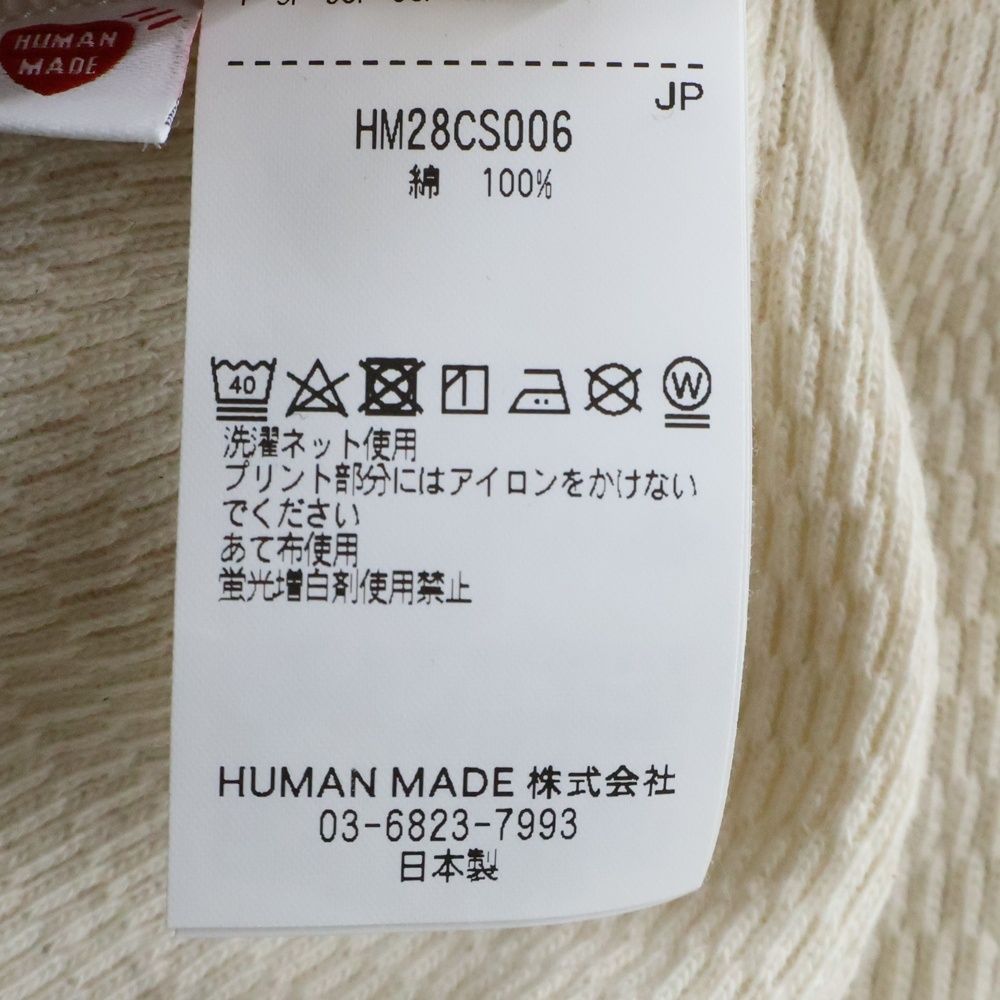 HUMAN
MADE
JP
HM28CS006
綿 100%
40
W
洗濯ネット使用
プリント部分にはアイロンをかけない
でください
あて布使用
蛍光増白剤使用禁止
HUMAN MADE 株式会社
03-6823-7993
日本製